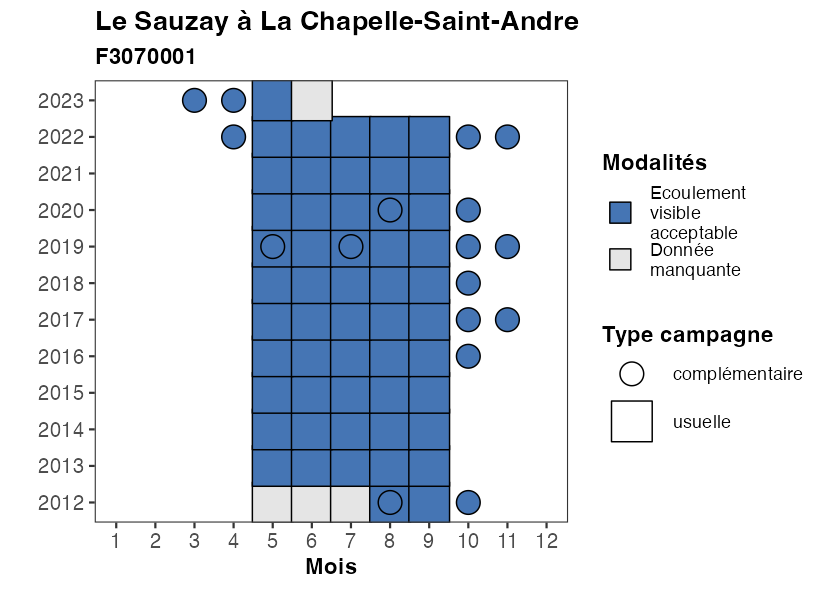 Le Sauzay à La Chapelle-Saint-Andre
F3070001
2023
2022
2021
2020
2019
2018
2017
2016
2015
2014
2013
2012
1 2 3 4 5 6 7 8 9 10 11 12
Mois
Modalités
Ecoulement
visible
acceptable
Donnée
manquante
Type campagne
complémentaire
usuelle